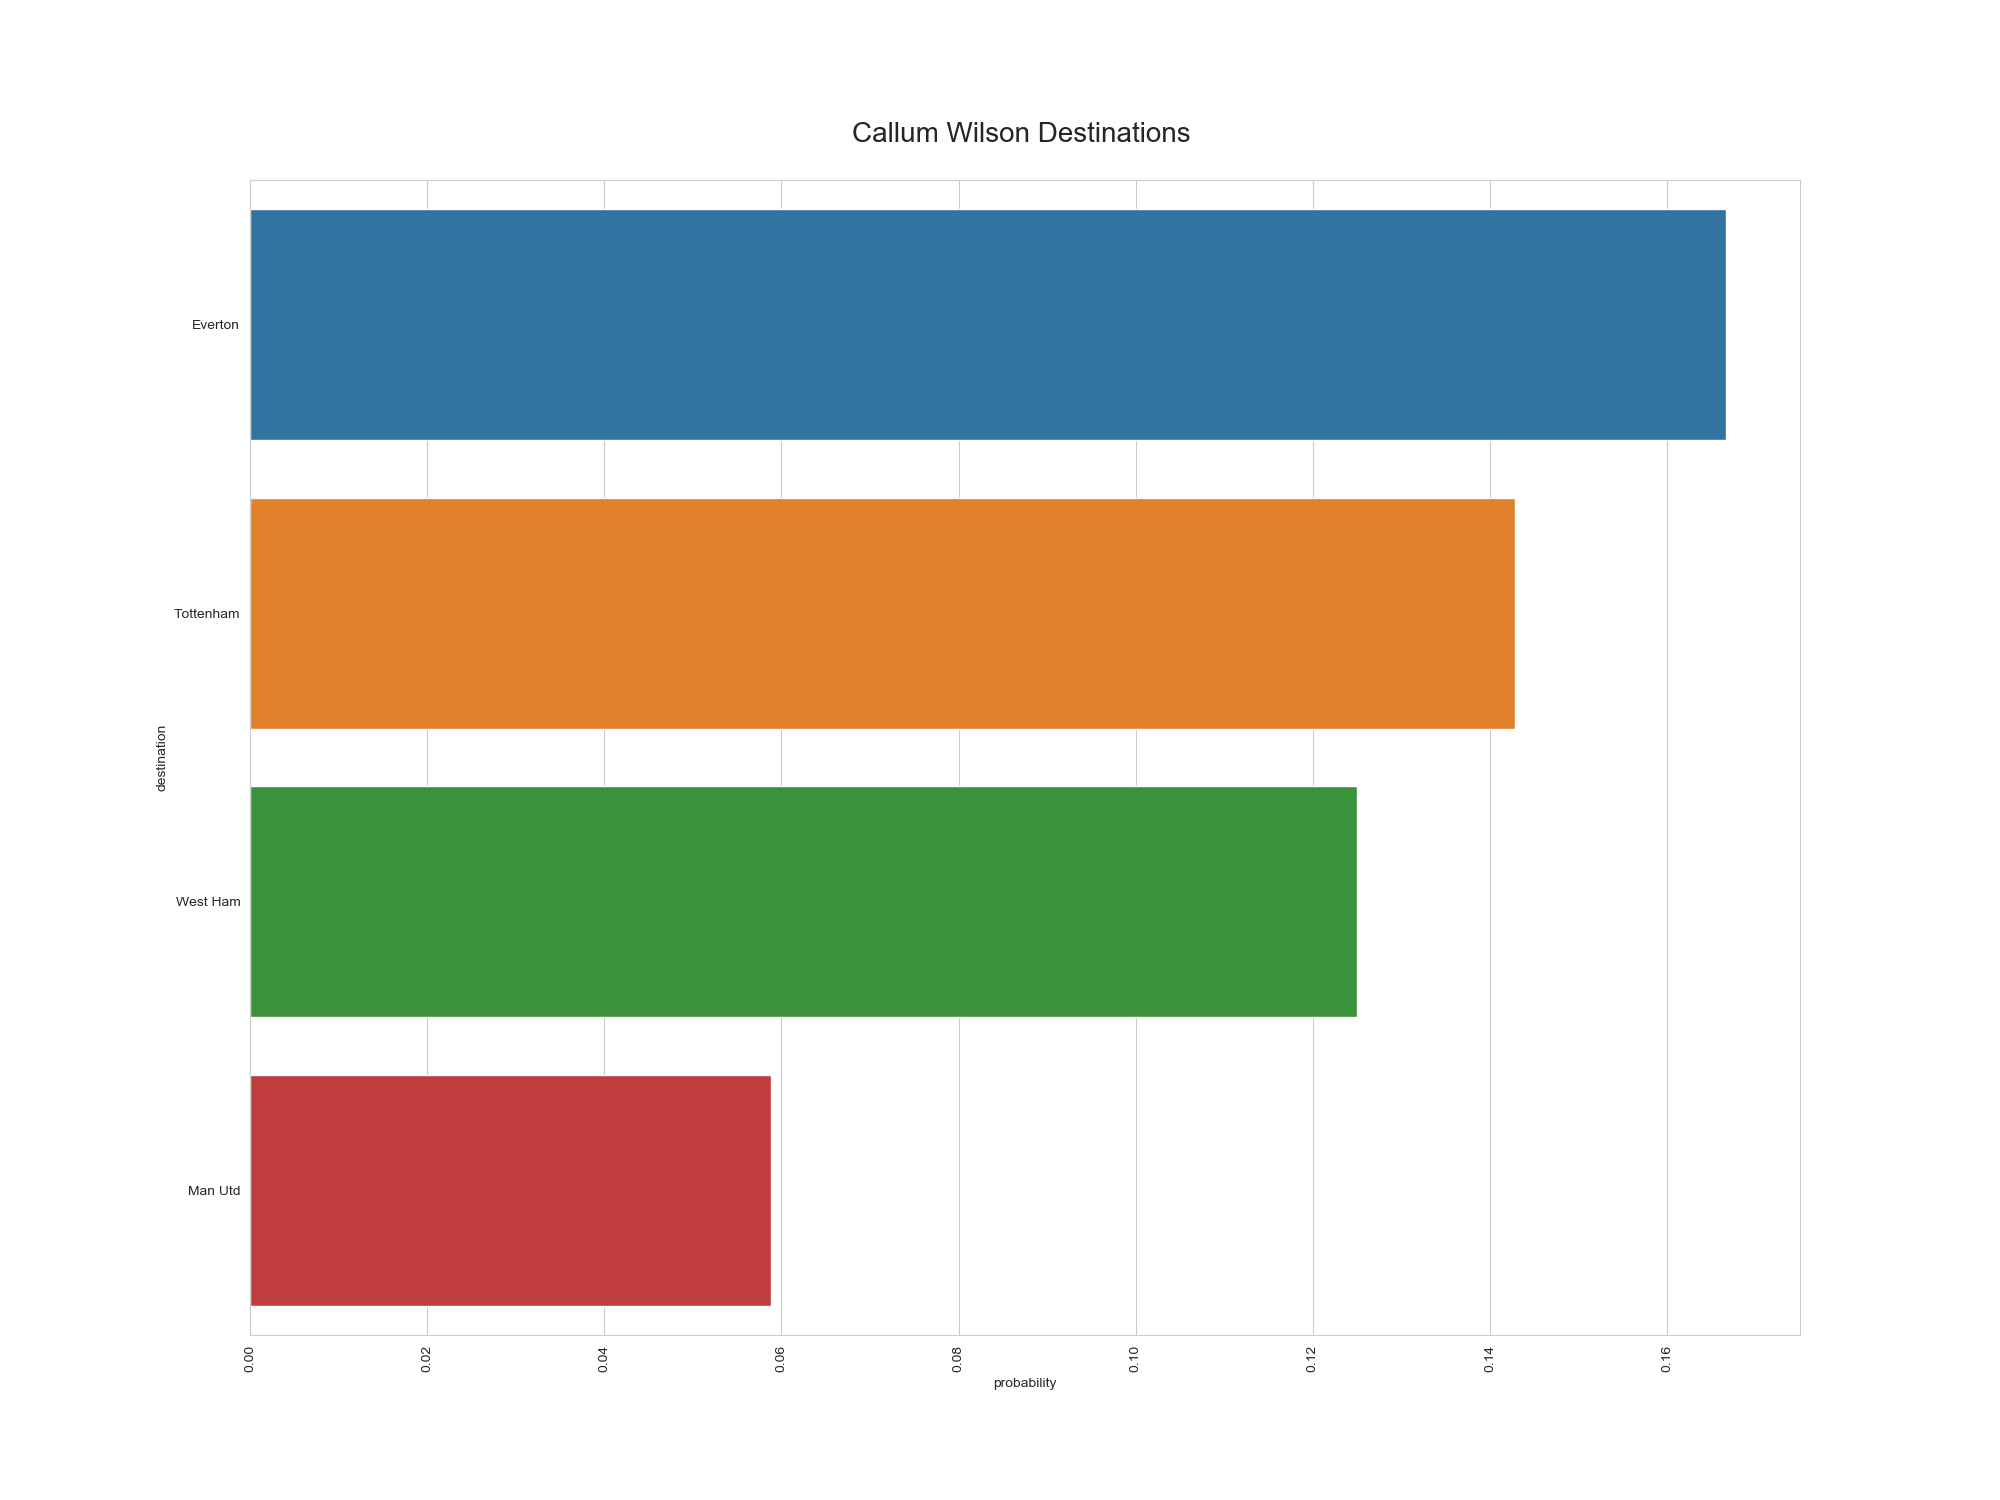 Callum Wilson Destinations
Everton
Tottenham
West Ham
Man Utd
destination
0.00
0.02
0.04
0.06
0.08
0.10
0.12
0.14
0.16
probability